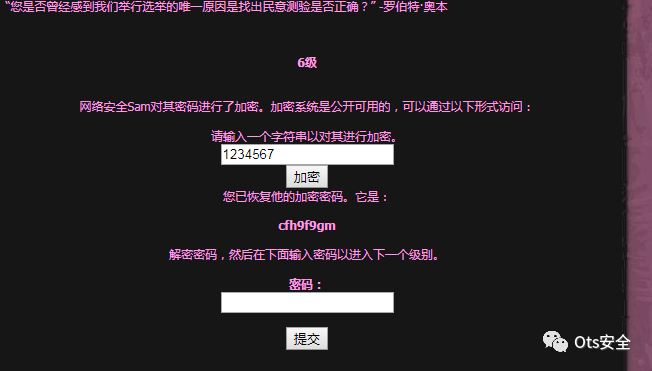 “您是否曾经感到我们举行选举的唯一原因是找出民意测验是否正确？” -罗伯特·奥本
6级
网络安全Sam对其密码进行了加密。加密系统是公开可用的，可以通过以下形式访问：
请输入一个字符串以对其进行加密。
1234567
加密
您已恢复他的加密密码。它是：
cfh9f9gm
解密密码，然后在下面输入密码以进入下一个级别。
密码：
提交
Ots安全